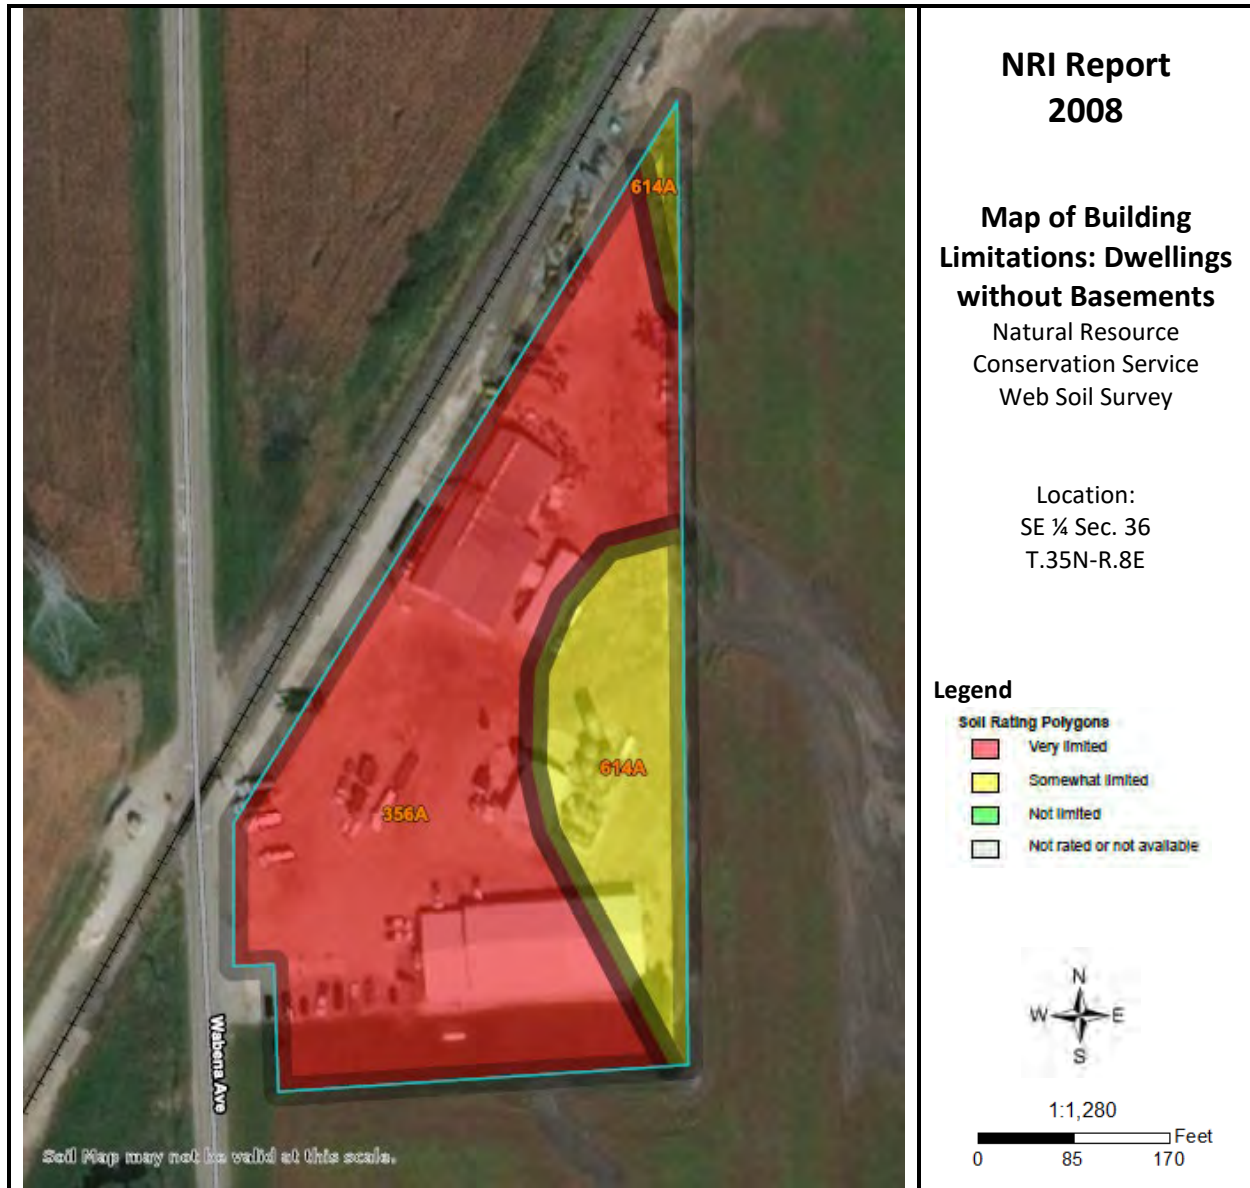 614A
614A
356A
Wabena Ave
Soil Map may not be valid at this scale.
NRI Report
2008
Map of Building
Limitations: Dwellings
without Basements
Natural Resource
Conservation Service
Web Soil Survey
Location:
SE ¼ Sec. 36
T.35N-R.8E
Legend
Soil Rating Polygons
Very limited
Somewhat limited
Not limited
Not rated or not available
N
W E
S
1:1,280
Feet
0 85 170